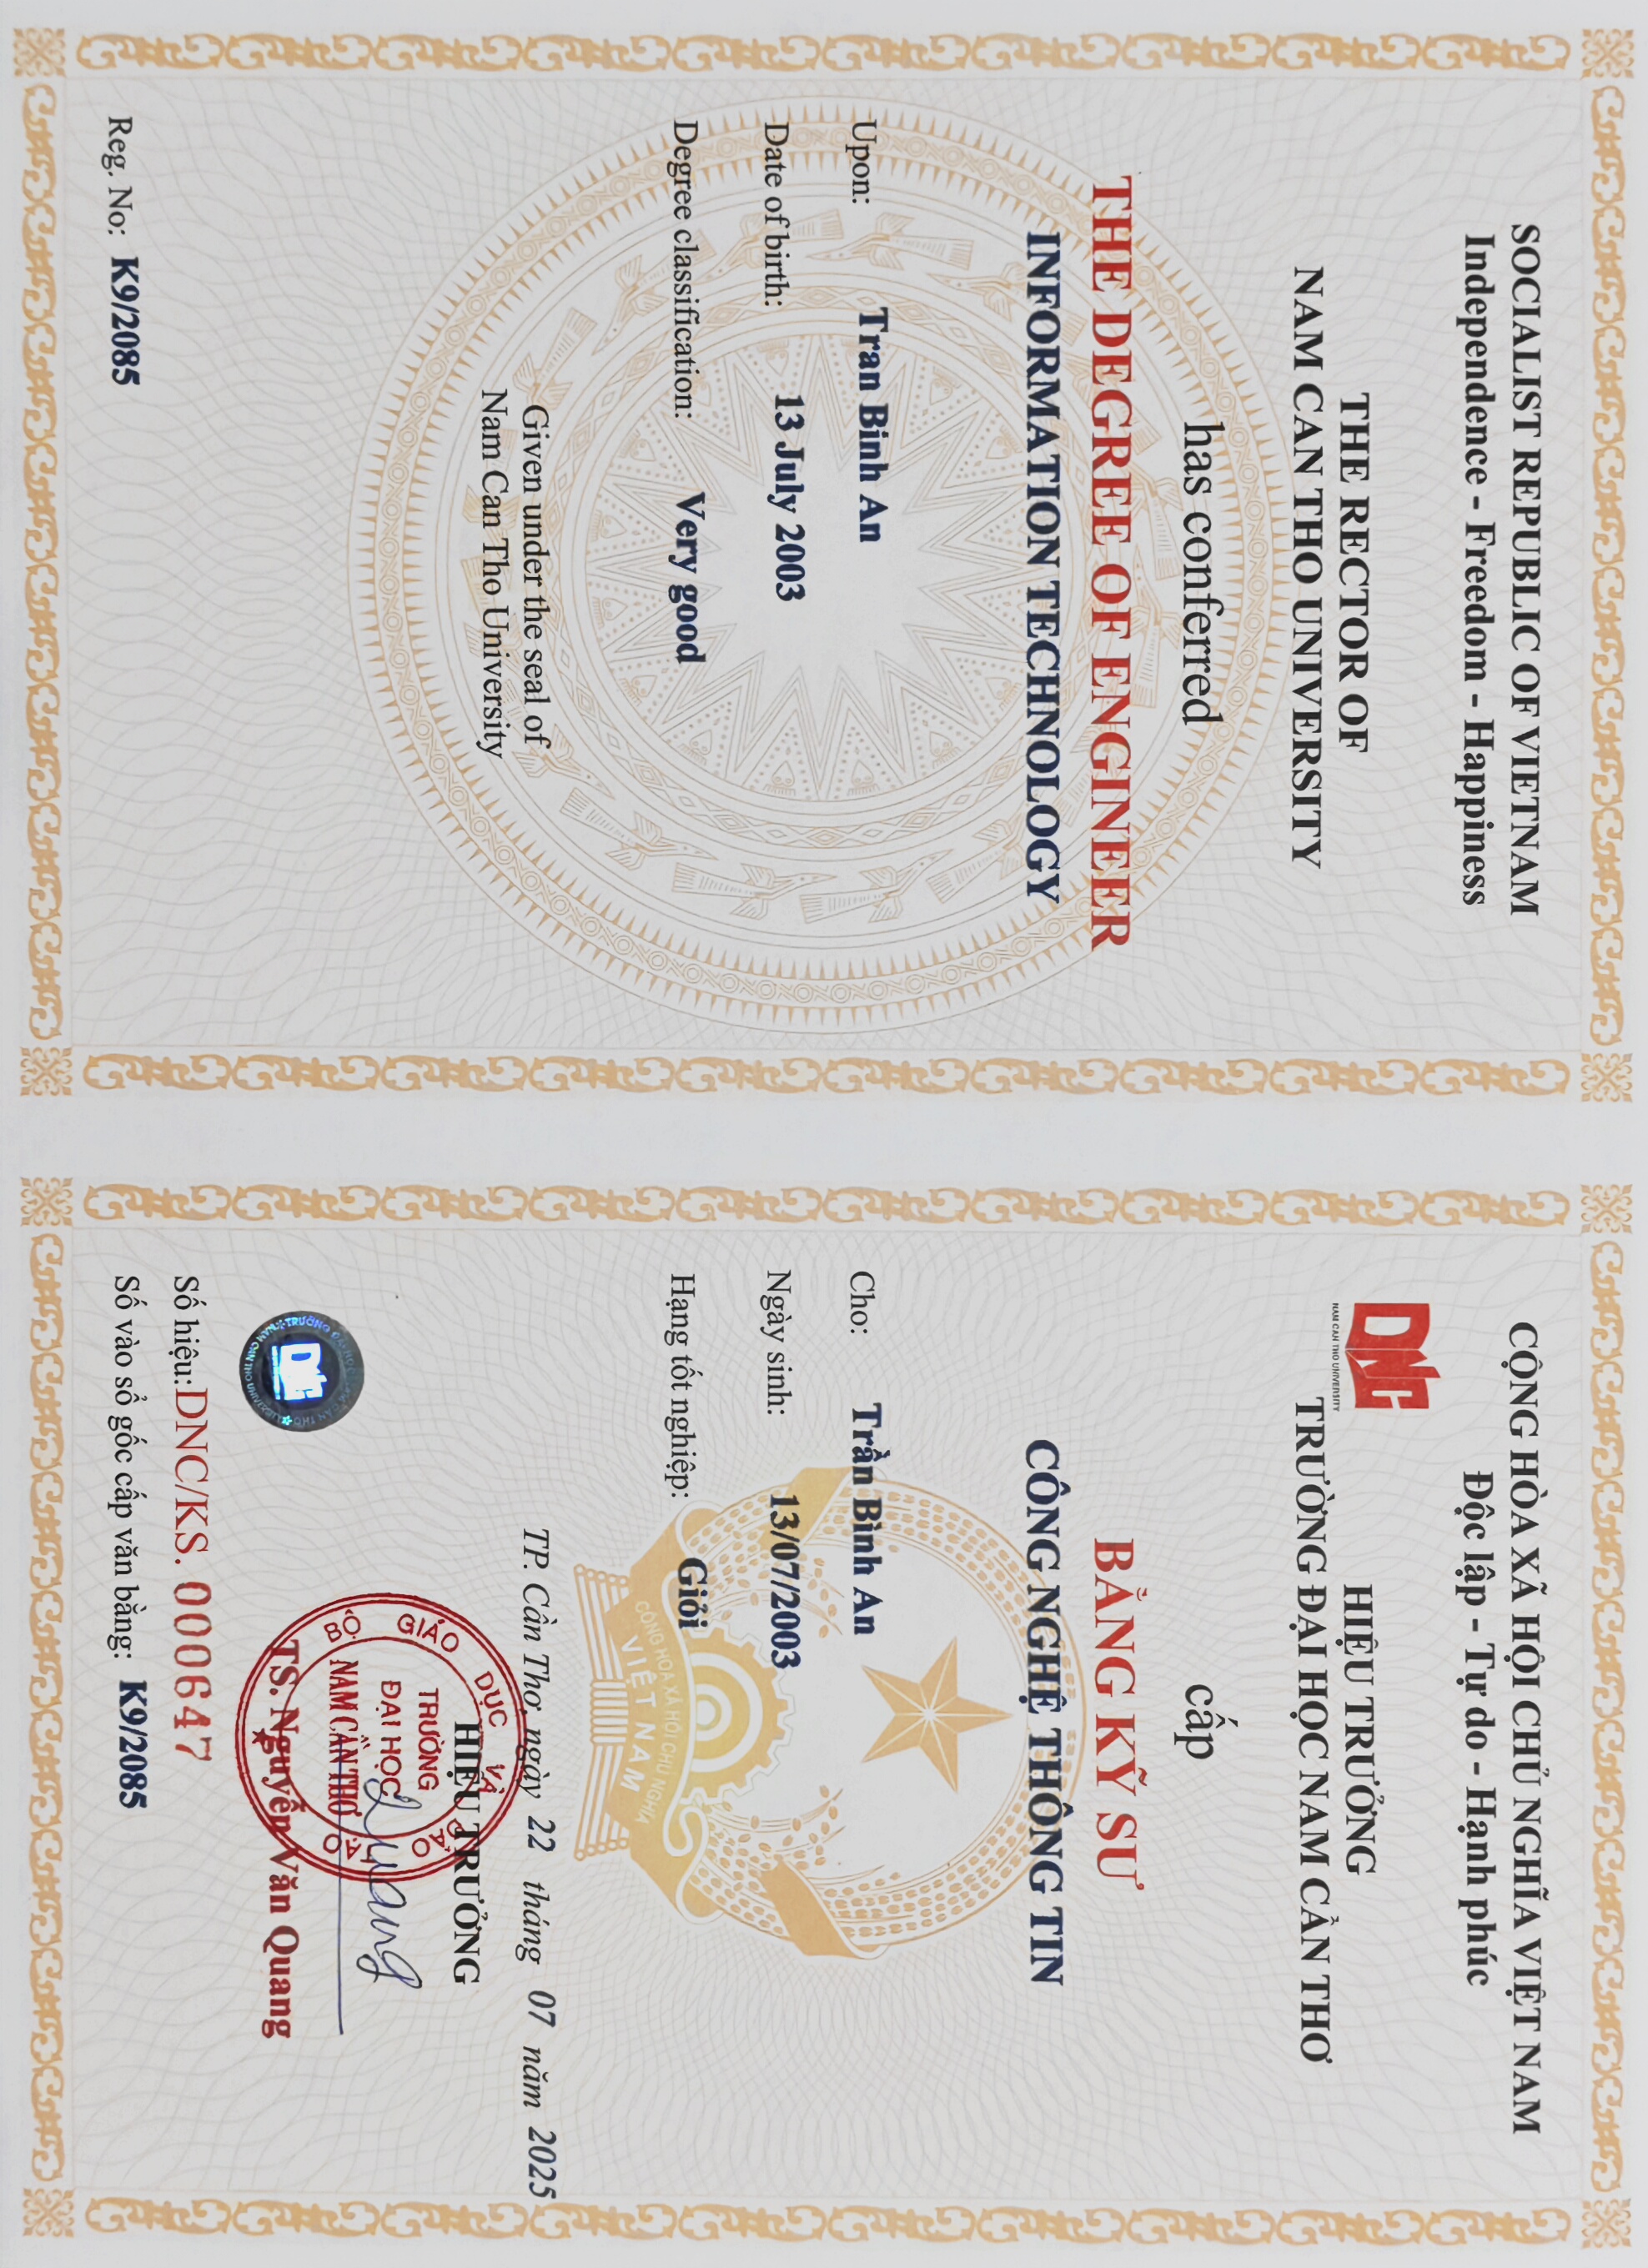 SOCIALIST REPUBLIC OF VIETNAM
Independence - Freedom - Happiness
THE RECTOR OF
NAM CAN THO UNIVERSITY
has conferred
THE DEGREE OF ENGINEER
INFORMATION TECHNOLOGY
Upon: Tran Binh An
Date of birth: 13 July 2003
Degree classification: Very good
Given under the seal of
Nam Can Tho University
Reg. No: K9/2085
CỘNG HÒA XÃ HỘI CHỦ NGHĨA VIỆT NAM
Độc lập - Tự do - Hạnh phúc
DNC
NAM CAN THO UNIVERSITY
HIỆU TRƯỞNG
TRƯỜNG ĐẠI HỌC NAM CẦN THƠ
cấp
BẰNG KỸ SƯ
CÔNG NGHỆ THÔNG TIN
Cho: Trần Bình An
Ngày sinh: 13/07/2003
Hạng tốt nghiệp: Giỏi
CỘNG HÒA XÃ HỘI CHỦ NGHĨA
VIỆT NAM
TP. Cần Thơ, ngày 22 tháng 07 năm 2025
HIỆU TRƯỞNG
BỘ GIÁO DỤC VÀ ĐÀO TẠO
TRƯỜNG
ĐẠI HỌC
NAM CẦN THƠ
Quang
TS. Nguyễn Văn Quang
TRƯỜNG ĐẠI HỌC NAM CẦN THƠ
DNC
NAM CAN THO UNIVERSITY
Số hiệu: DNC/KS. 000647
Số vào sổ gốc cấp văn bằng: K9/2085